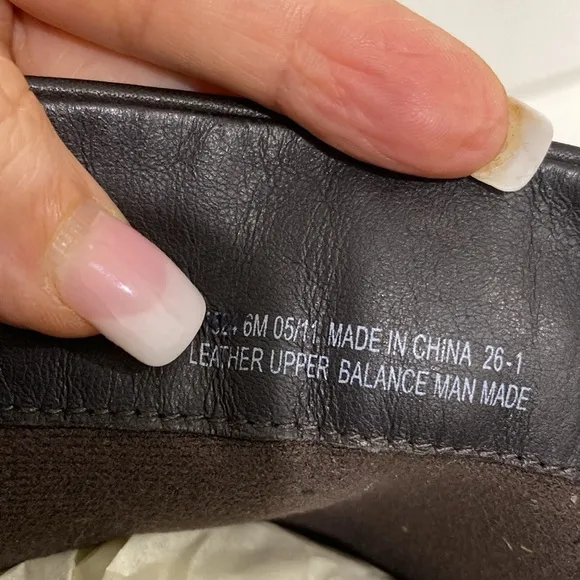 6M 05/11 MADE IN CHINA 26-1
LEATHER UPPER BALANCE MAN MADE